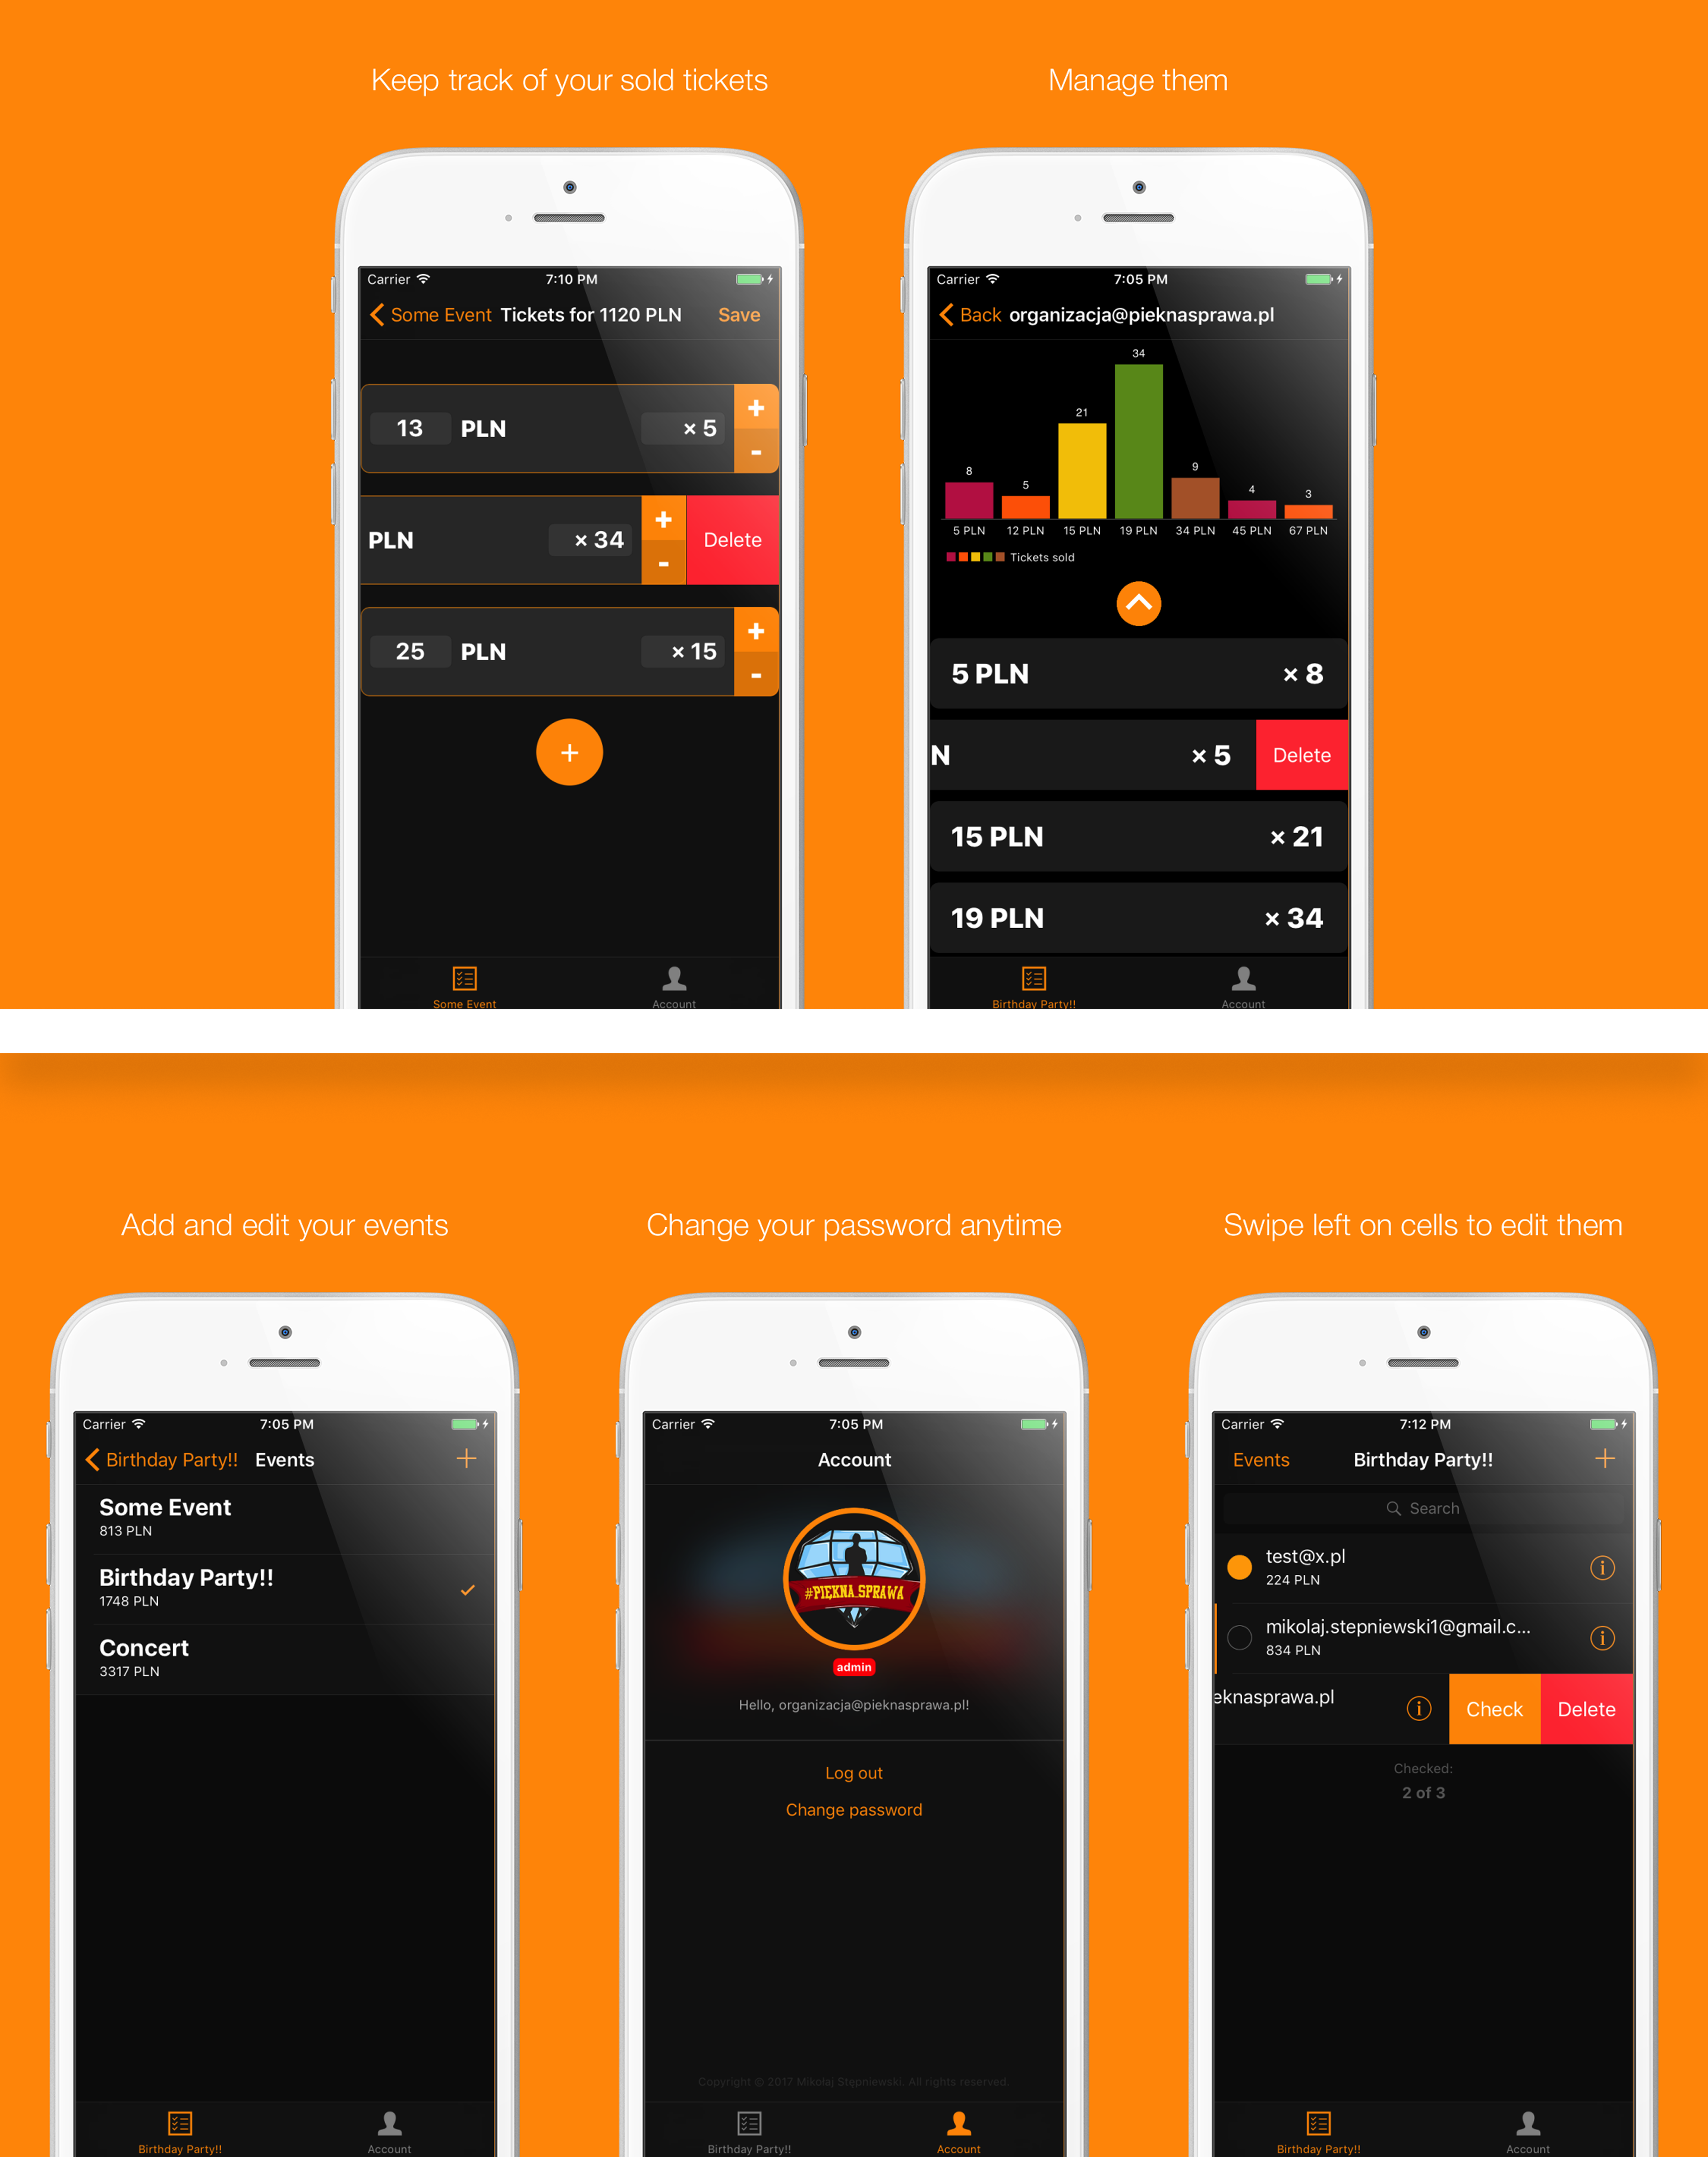 Keep track of your sold tickets
Manage them
Carrier 7:10 PM
Some Event Tickets for 1120 PLN Save
13 PLN × 5 + -
PLN × 34 + - Delete
25 PLN × 15 + -
+
Some Event Account
Carrier 7:05 PM
Back organizacja@pieknasprawa.pl
34
21
9
8
5
4
3
5 PLN 12 PLN 15 PLN 19 PLN 34 PLN 45 PLN 67 PLN
Tickets sold
5 PLN × 8
N × 5 Delete
15 PLN × 21
19 PLN × 34
Birthday Party!! Account
Add and edit your events
Change your password anytime
Swipe left on cells to edit them
Carrier 7:05 PM
Birthday Party!! Events +
Some Event
813 PLN
Birthday Party!!
1748 PLN
Concert
3317 PLN
Birthday Party!! Account
Carrier 7:05 PM
Account
#PIĘKNA_SPRAWA
admin
Hello, organizacja@pieknasprawa.pl!
Log out
Change password
Copyright © 2017 Mikołaj Stępniewski. All rights reserved.
Birthday Party!! Account
Carrier 7:12 PM
Events Birthday Party!! +
Search
test@x.pl
224 PLN
mikolaj.stepniewski1@gmail.c...
834 PLN
eknasprawa.pl Check Delete
Checked:
2 of 3
Birthday Party!! Account